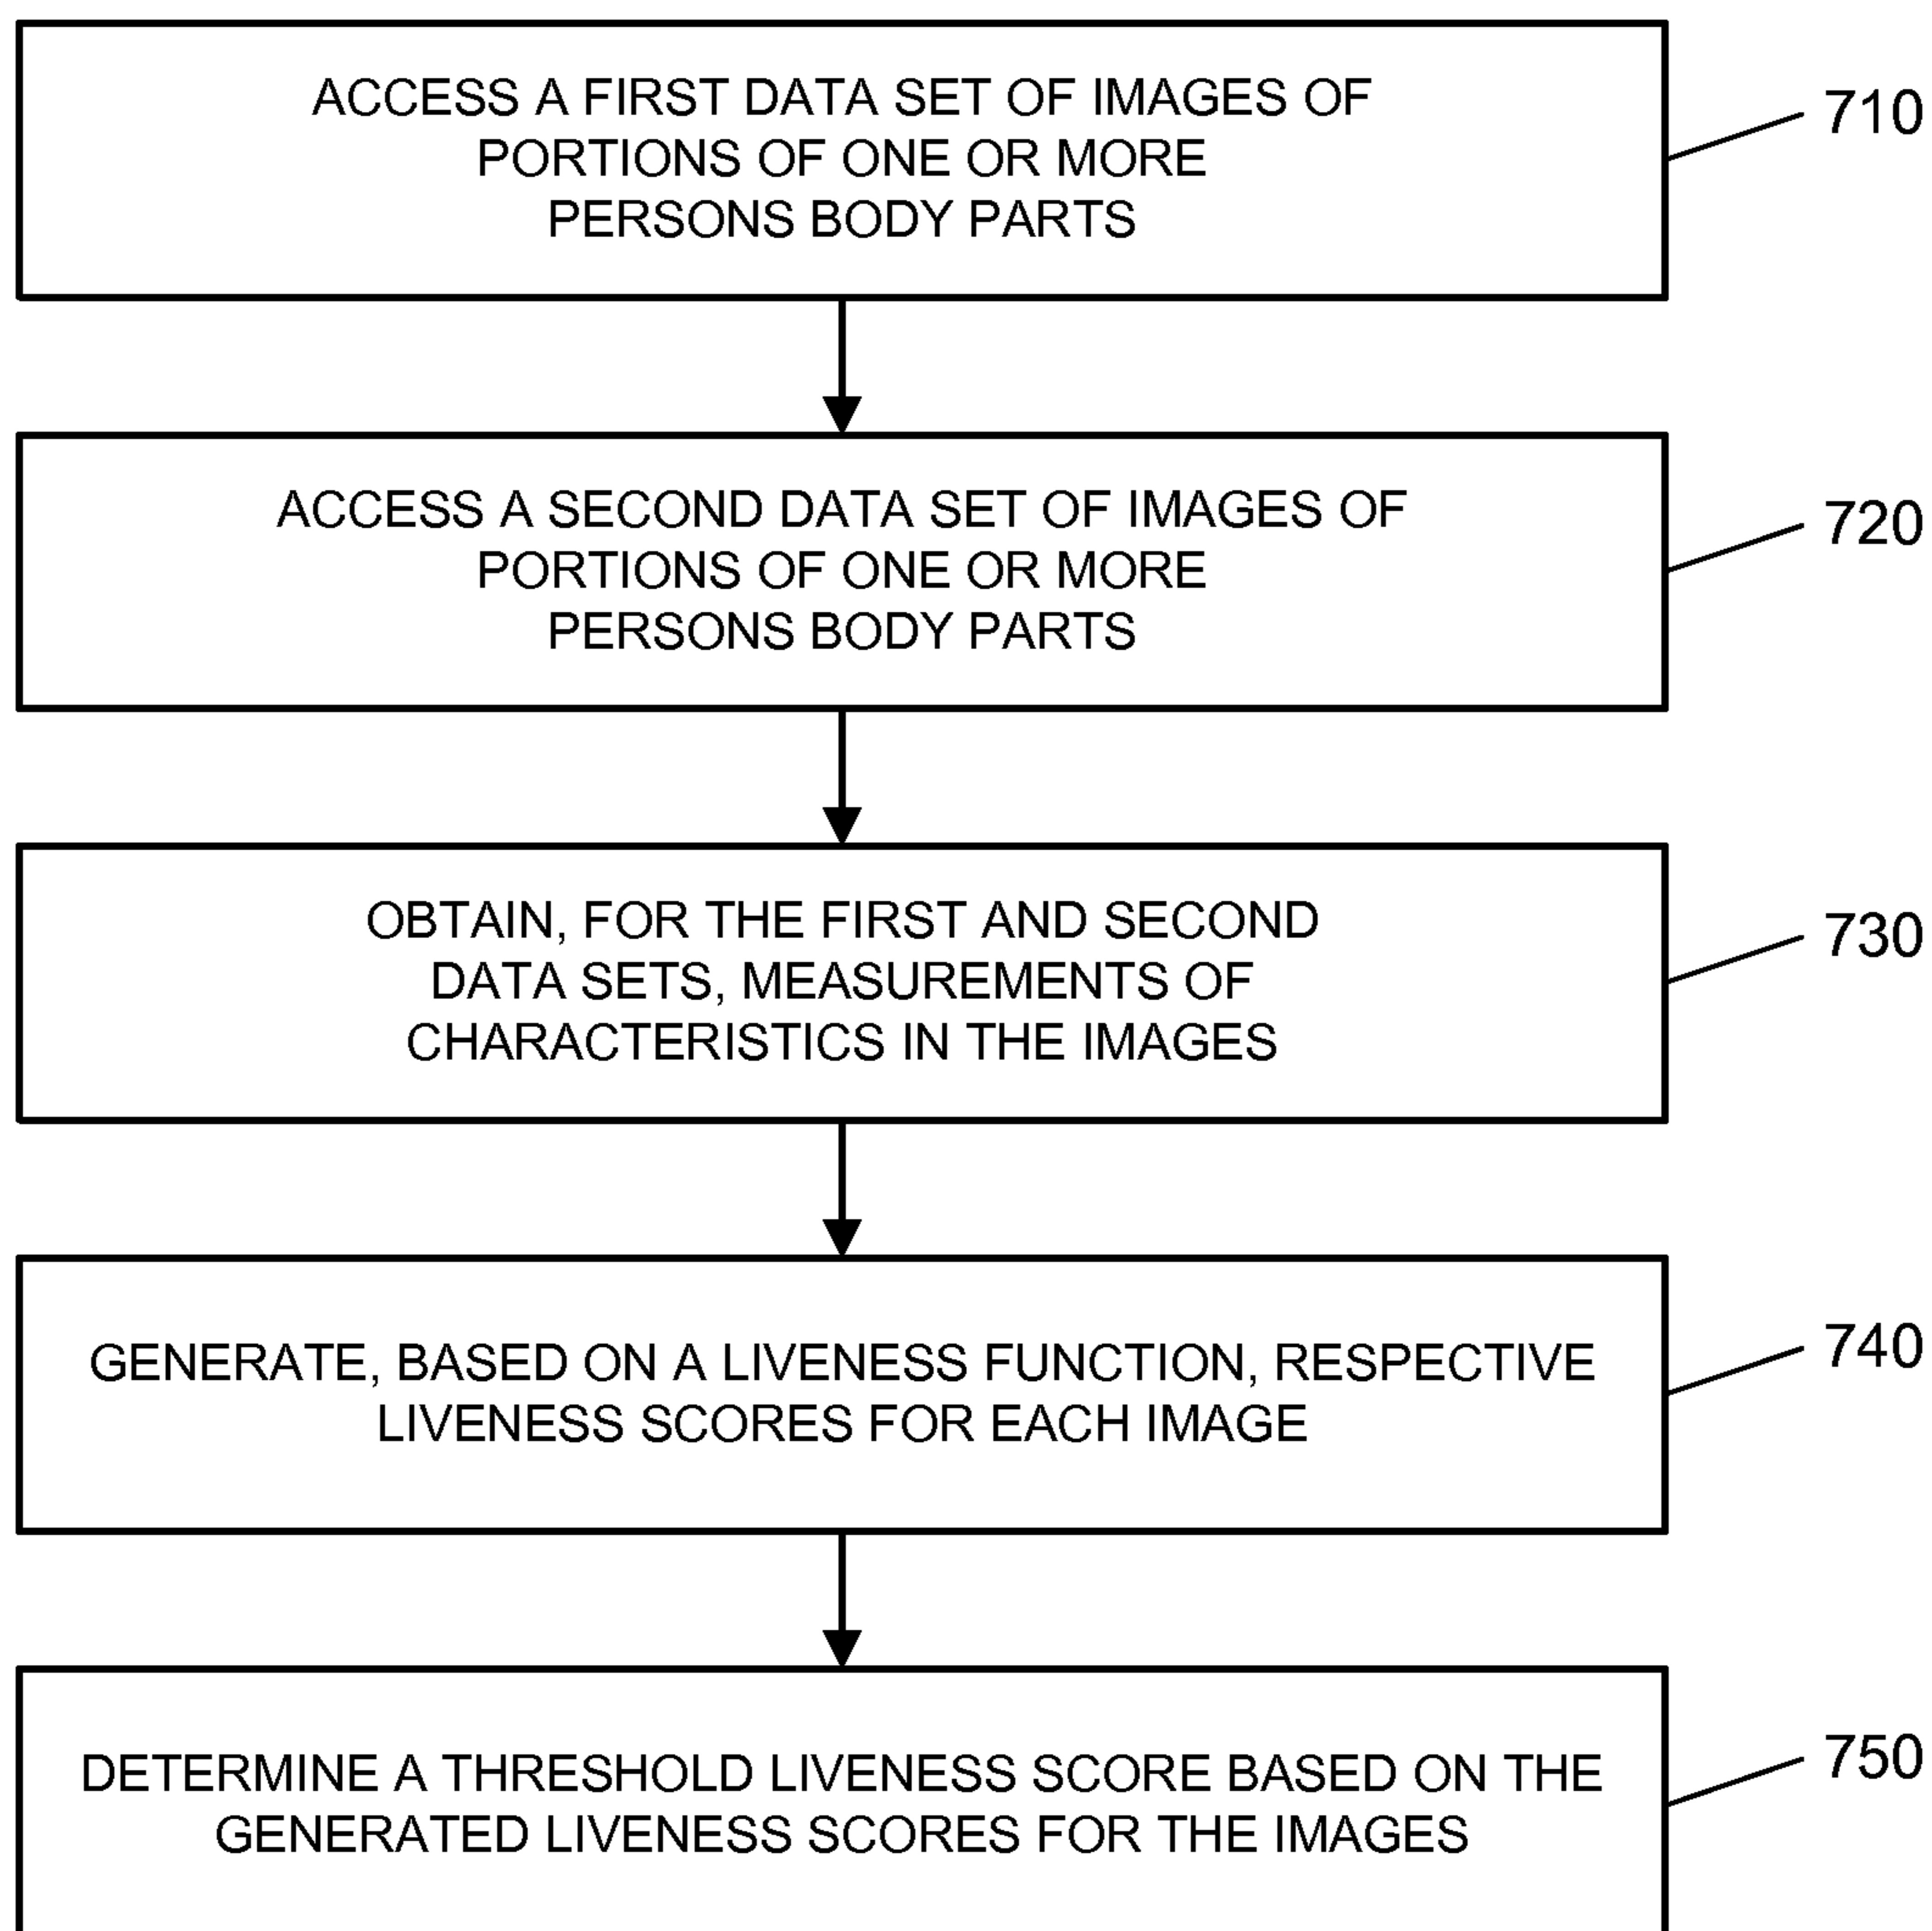 ACCESS A FIRST DATA SET OF IMAGES OF
PORTIONS OF ONE OR MORE
PERSONS BODY PARTS
710
ACCESS A SECOND DATA SET OF IMAGES OF
PORTIONS OF ONE OR MORE
PERSONS BODY PARTS
720
OBTAIN, FOR THE FIRST AND SECOND
DATA SETS, MEASUREMENTS OF
CHARACTERISTICS IN THE IMAGES
730
GENERATE, BASED ON A LIVENESS FUNCTION, RESPECTIVE
LIVENESS SCORES FOR EACH IMAGE
740
DETERMINE A THRESHOLD LIVENESS SCORE BASED ON THE
GENERATED LIVENESS SCORES FOR THE IMAGES
750